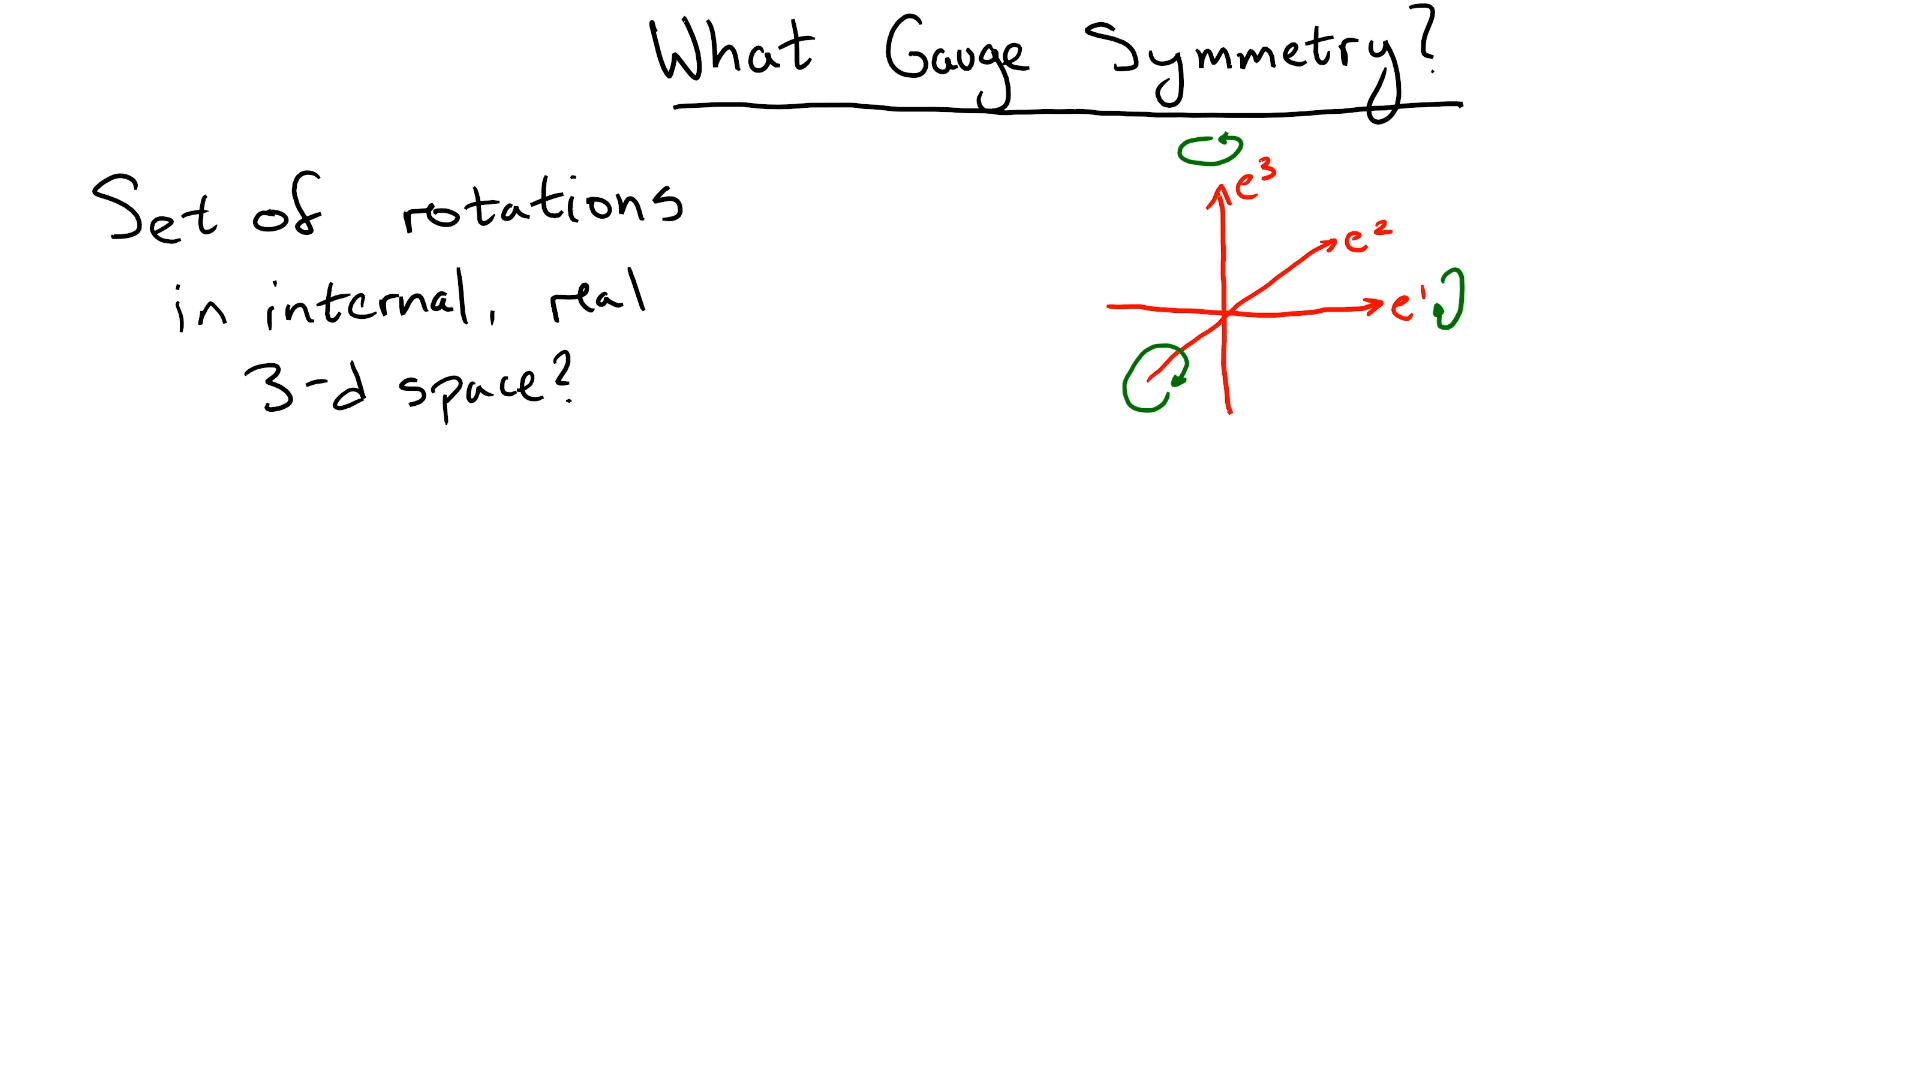 What Gauge Symmetry?
Set of rotations
in internal, real
3-d space?
e³
e²
e¹